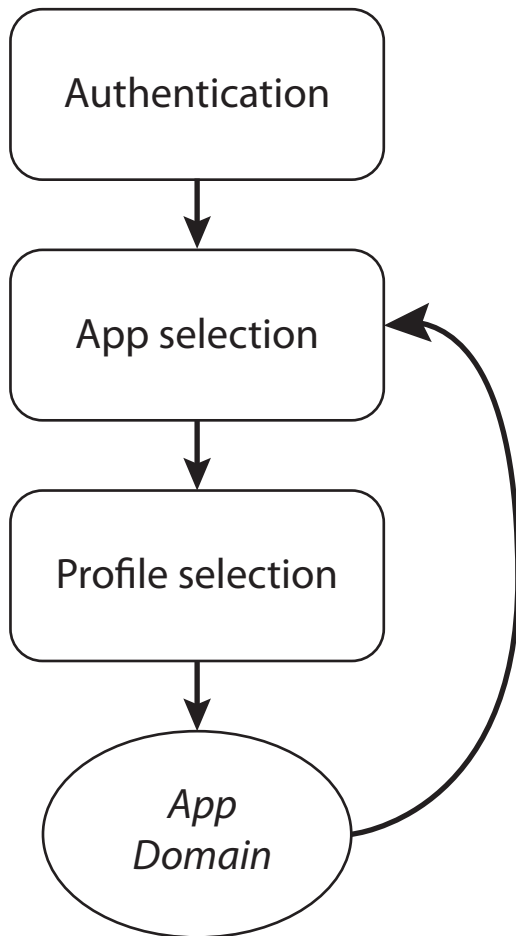 Authentication
App selection
Profile selection
App
Domain